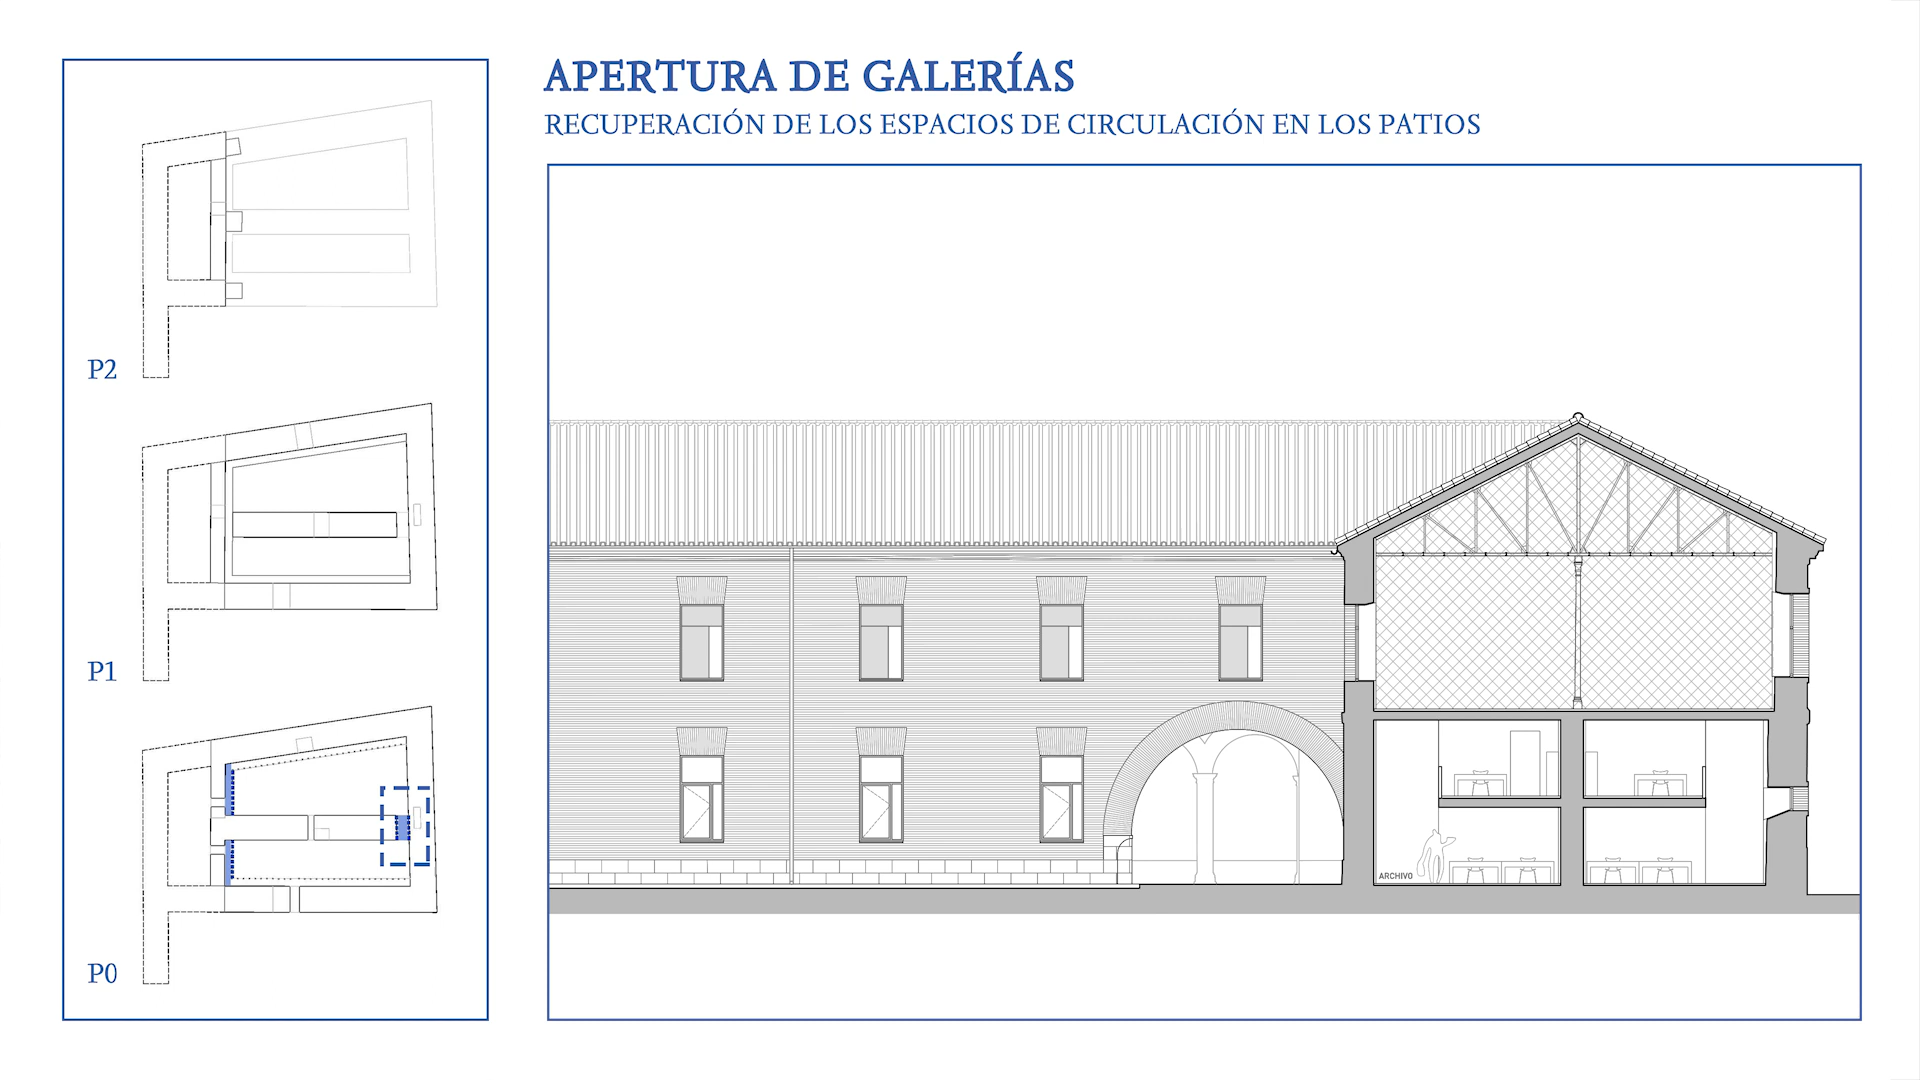 APERTURA DE GALERÍAS
RECUPERACIÓN DE LOS ESPACIOS DE CIRCULACIÓN EN LOS PATIOS
P2
P1
P0
ARCHIVO